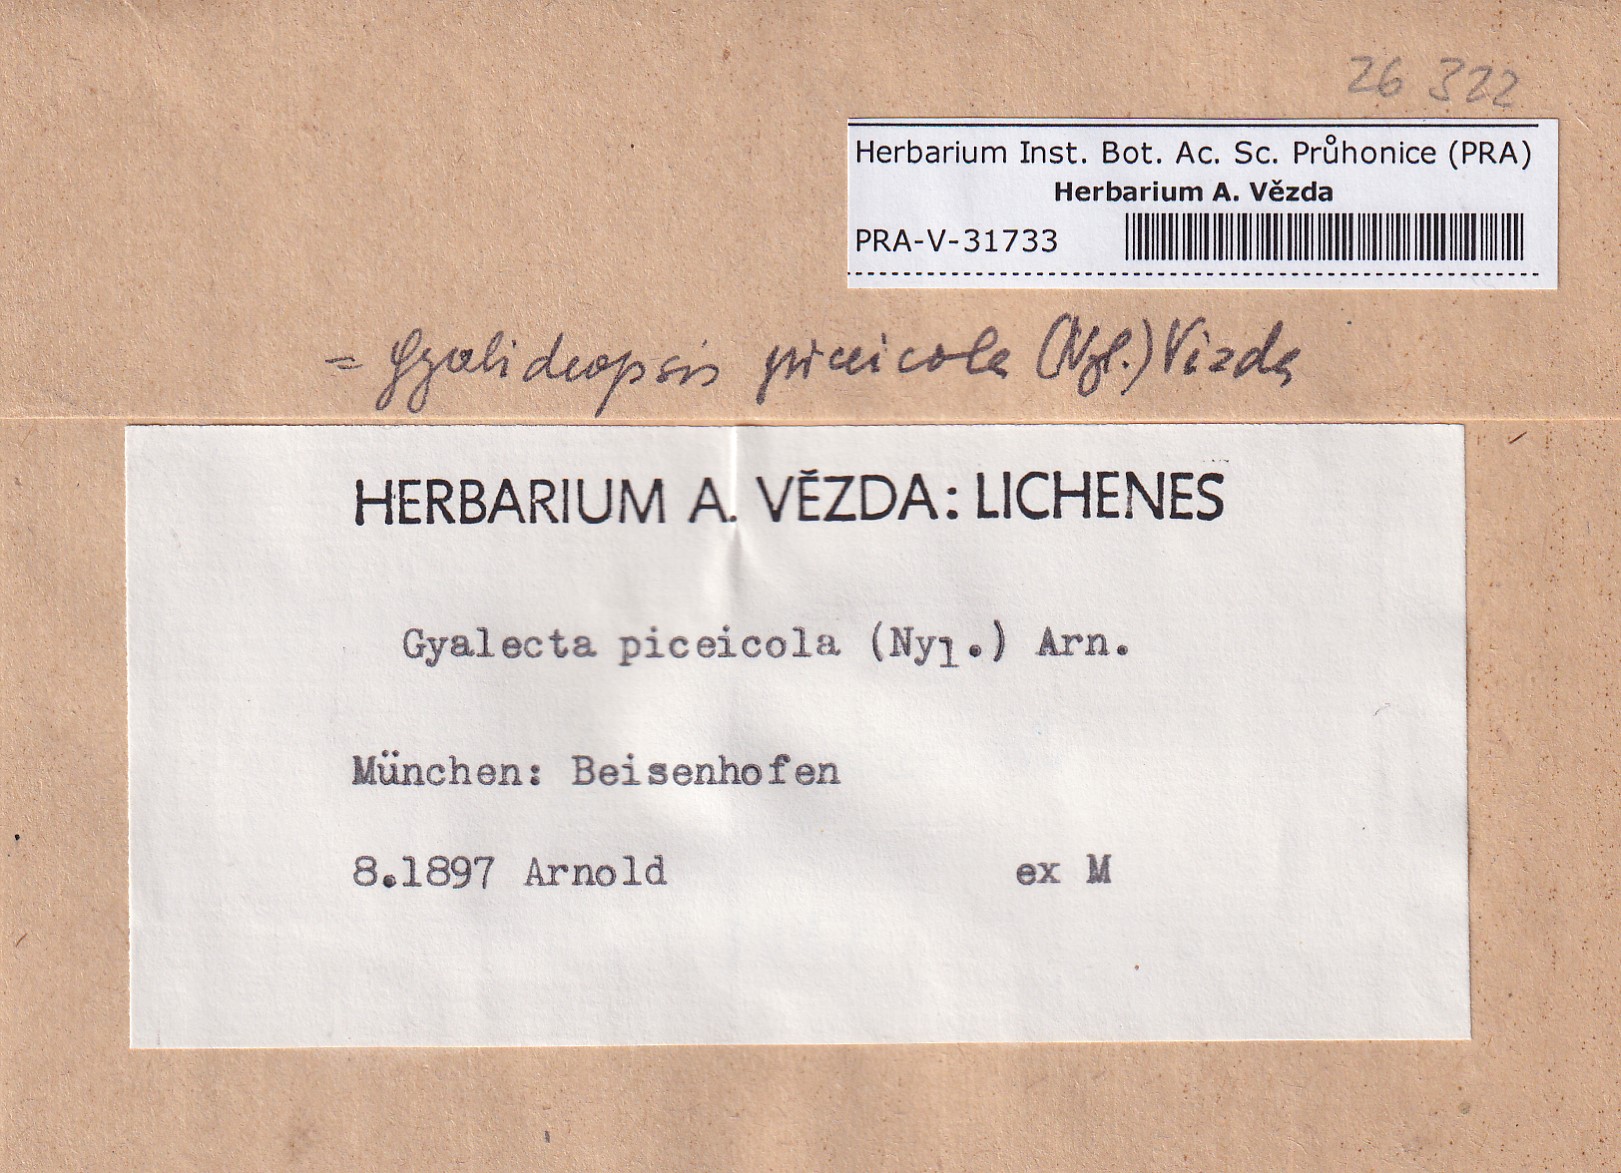 26 322
Herbarium Inst. Bot. Ac. Sc. Průhonice (PRA)
Herbarium A. Vězda
PRA-V-31733
= Gyalideopsis piceicola (Nyl.) Vězda
HERBARIUM A. VĚZDA: LICHENES
Gyalecta piceicola (Nyl.) Arn.
München: Beisenhofen
8.1897 Arnold ex M